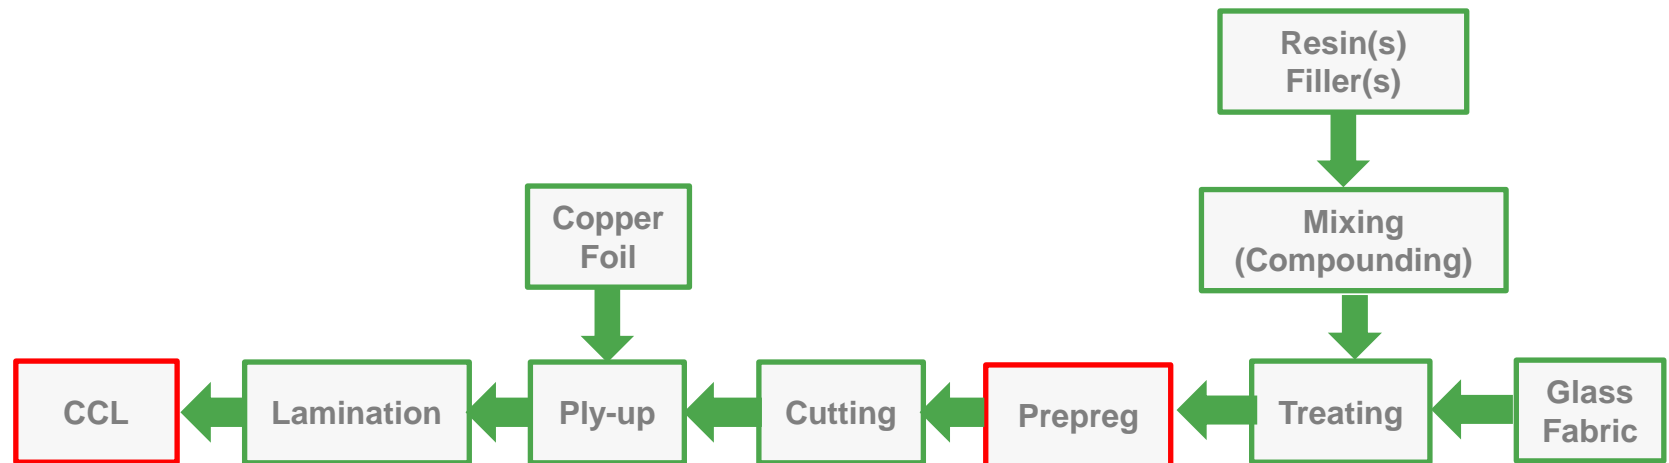 Resin(s)
Filler(s)
Mixing
(Compounding)
Copper
Foil
CCL
Lamination
Ply-up
Cutting
Prepreg
Treating
Glass
Fabric